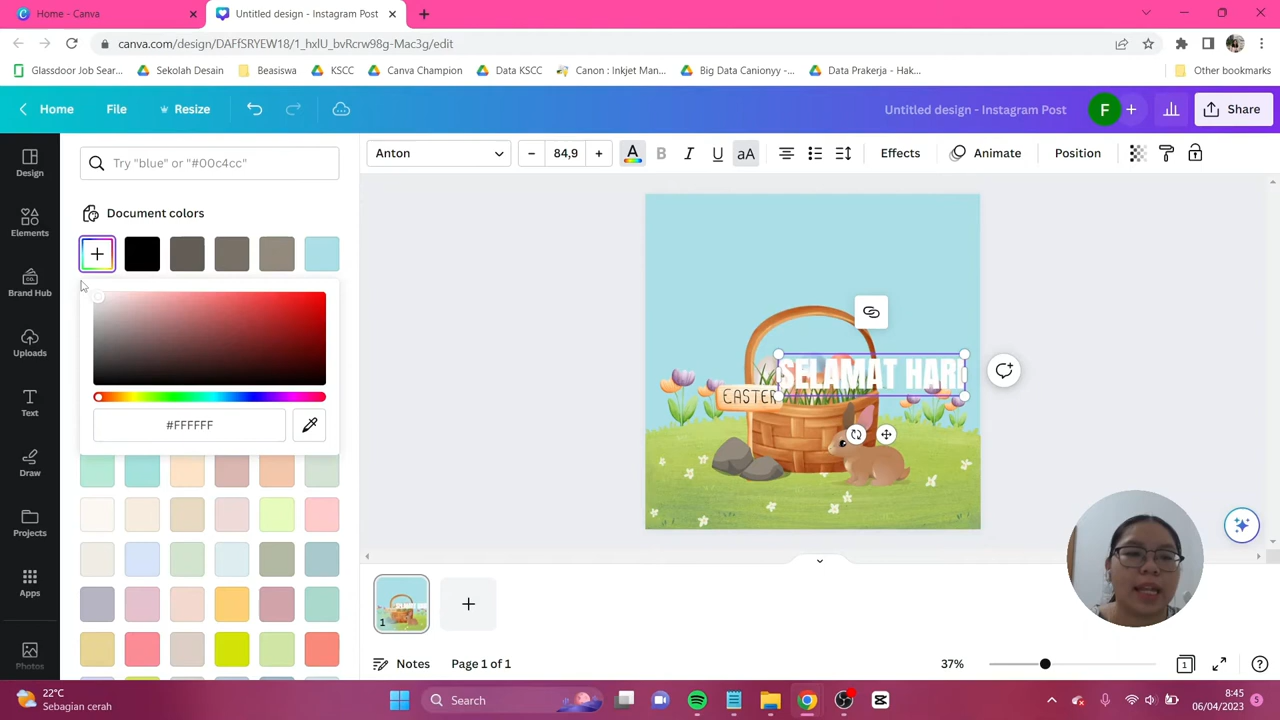 Home - Canva
Untitled design - Instagram Post
canva.com/design/DAFfSRYEW18/1_hxlU_bvRcrw98g-Mac3g/edit
Glassdoor Job Sear...
Sekolah Desain
Beasiswa
KSCC
Canva Champion
Data KSCC
Canon : Inkjet Man...
Big Data Canionyy -...
Data Prakerja - Hak...
Other bookmarks
Home
File
Resize
Untitled design - Instagram Post
F
Share
Design
Elements
Brand Hub
Uploads
Text
Draw
Projects
Apps
Photos
Try "blue" or "#00c4cc"
Document colors
#FFFFFF
Anton
84,9
A
B
I
U
aA
Effects
Animate
Position
SELAMAT HARI
EASTER
1
Notes
Page 1 of 1
37%
1
22°C
Sebagian cerah
Search
8:45
06/04/2023
5